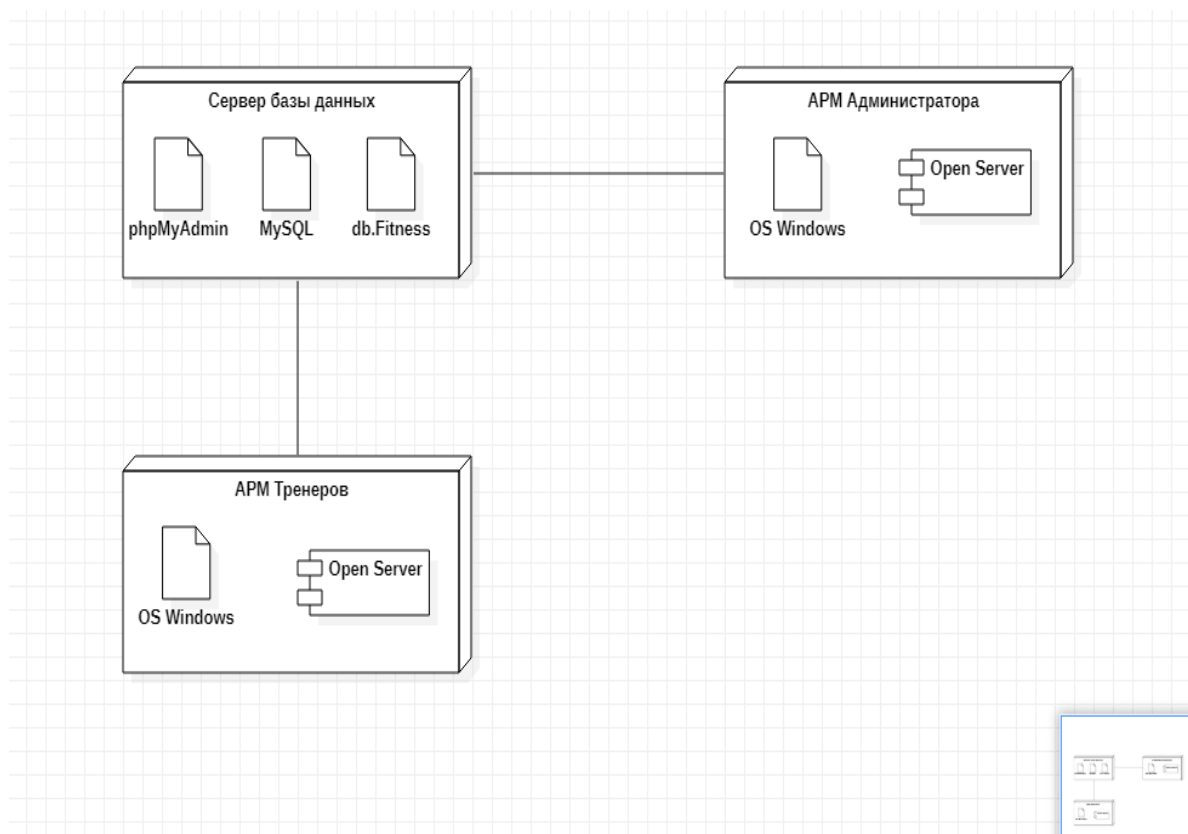 Сервер базы данных
phpMyAdmin
MySQL
db.Fitness
АРМ Администратора
OS Windows
Open Server
АРМ Тренеров
OS Windows
Open Server